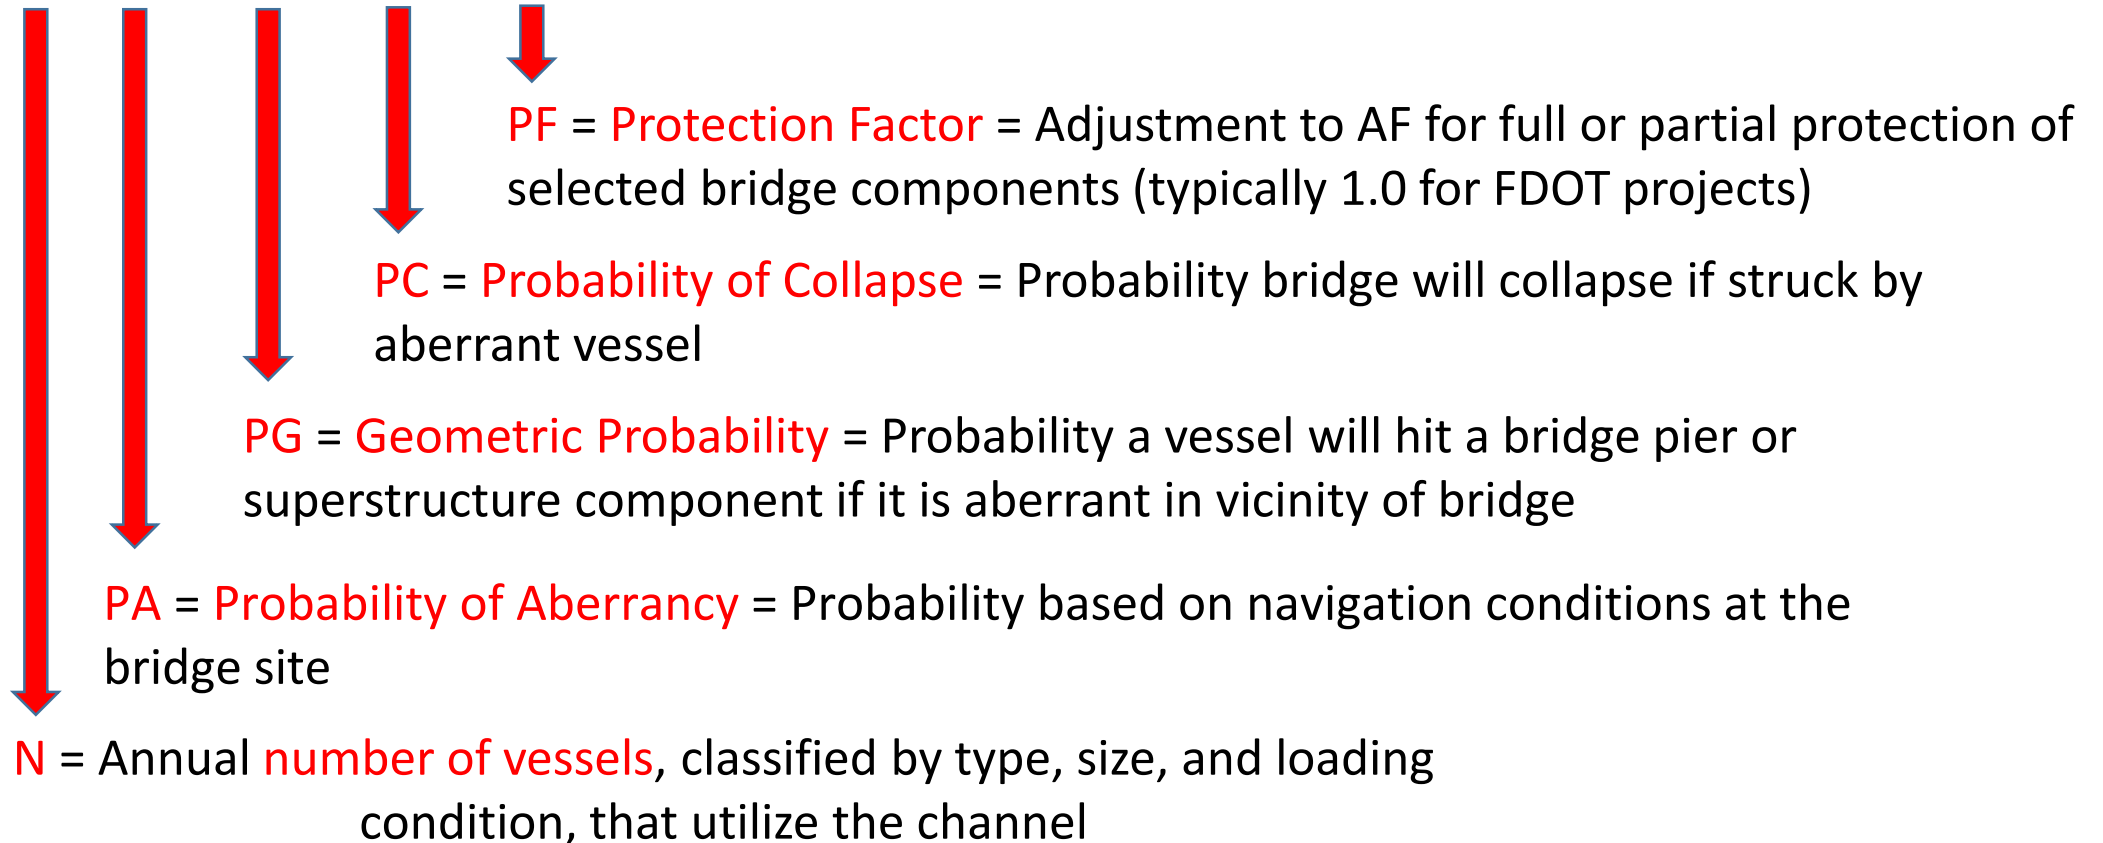 PF = Protection Factor = Adjustment to AF for full or partial protection of
selected bridge components (typically 1.0 for FDOT projects)
PC = Probability of Collapse = Probability bridge will collapse if struck by
aberrant vessel
PG = Geometric Probability = Probability a vessel will hit a bridge pier or
superstructure component if it is aberrant in vicinity of bridge
PA = Probability of Aberrancy = Probability based on navigation conditions at the
bridge site
N = Annual number of vessels, classified by type, size, and loading
condition, that utilize the channel